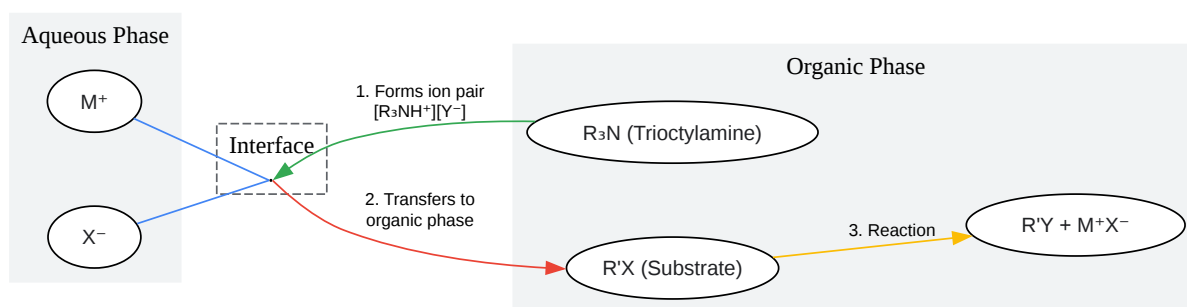 Aqueous Phase
M⁺
X⁻
Interface
1. Forms ion pair
[R₃NH⁺][Y⁻]
2. Transfers to
organic phase
Organic Phase
R₃N (Trioctylamine)
R'X (Substrate)
3. Reaction
R'Y + M⁺X⁻